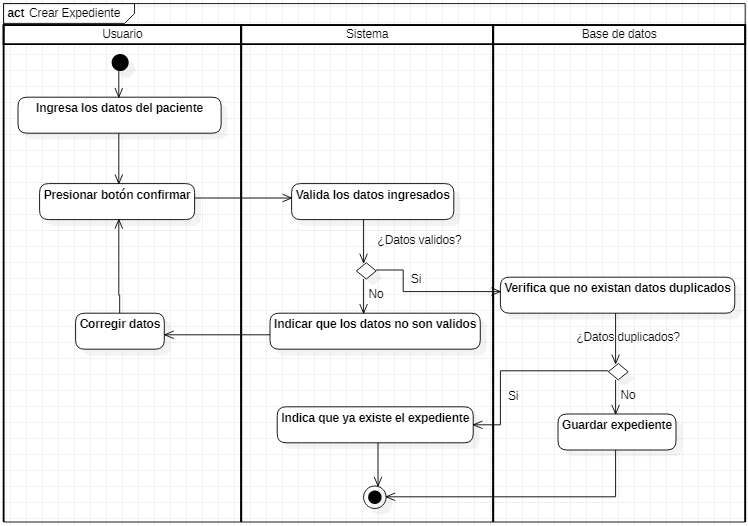 act Crear Expediente
Usuario
Sistema
Base de datos
Ingresa los datos del paciente
Presionar botón confirmar
Valida los datos ingresados
¿Datos validos?
Si
No
Verifica que no existan datos duplicados
Corregir datos
Indicar que los datos no son validos
¿Datos duplicados?
Si
No
Indica que ya existe el expediente
Guardar expediente